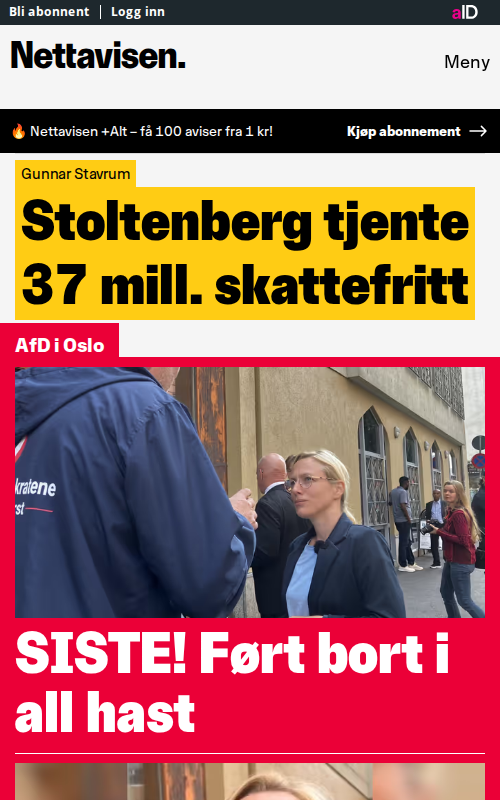 Bli abonnent | Logg inn
aID
Nettavisen.
Meny
Nettavisen +Alt – få 100 aviser fra 1 kr!
Kjøp abonnement →
Gunnar Stavrum
Stoltenberg tjente
37 mill. skattefritt
AfD i Oslo
SISTE! Ført bort i
all hast